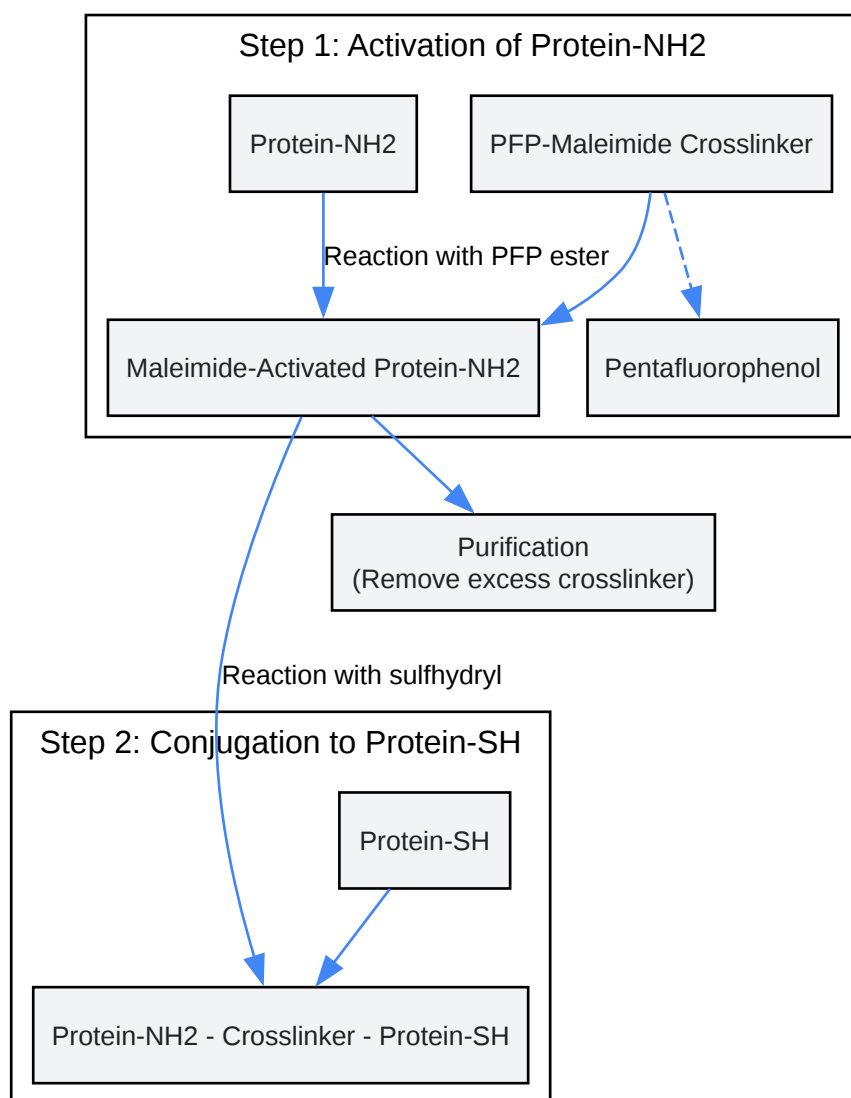 Step 1: Activation of Protein-NH2
Protein-NH2
PFP-Maleimide Crosslinker
Reaction with PFP ester
Maleimide-Activated Protein-NH2
Pentafluorophenol
Purification
(Remove excess crosslinker)
Reaction with sulfhydryl
Step 2: Conjugation to Protein-SH
Protein-SH
Protein-NH2 - Crosslinker - Protein-SH